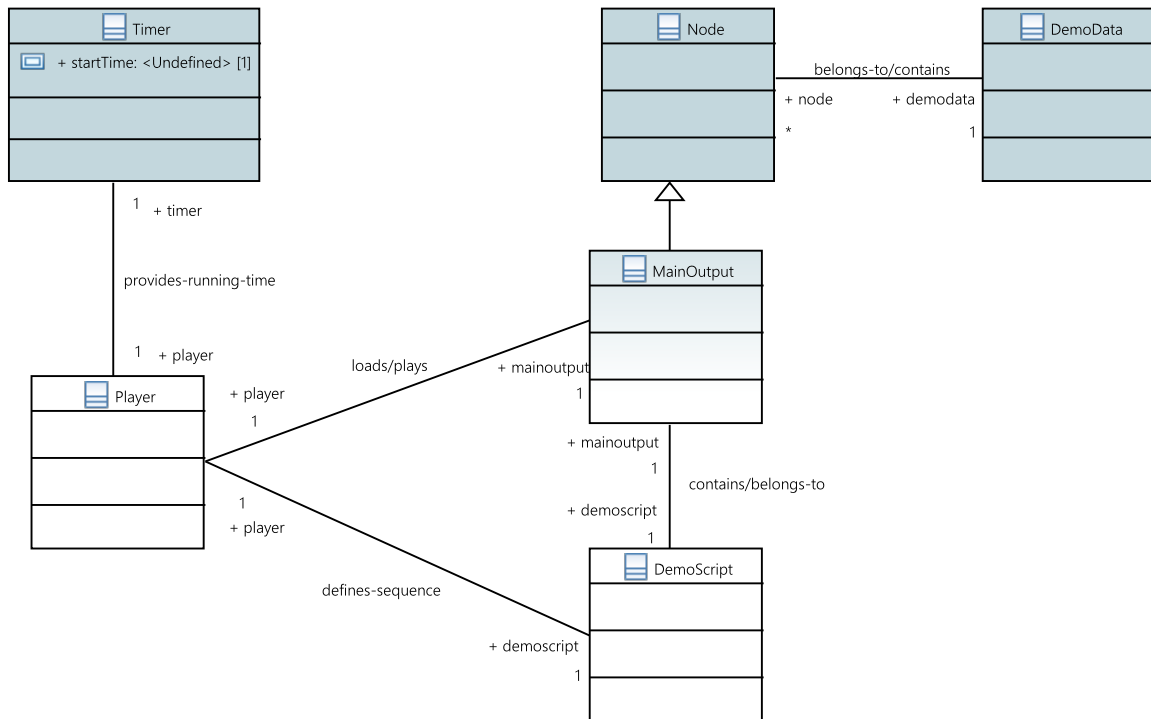 Timer
Node
DemoData
+ startTime: <Undefined> [1]
belongs-to/contains
+ node
+ demodata
*
1
1
+ timer
MainOutput
provides-running-time
1
+ player
loads/plays
+ mainoutput
1
Player
+ player
1
+ mainoutput
1
contains/belongs-to
1
+ player
+ demoscript
1
DemoScript
defines-sequence
+ demoscript
1